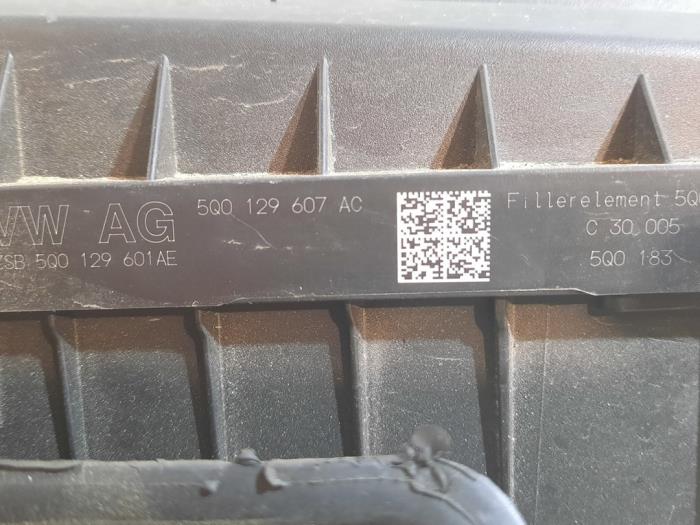 VW AG 5Q0 129 607 AC
ZSB 5Q0 129 601AE
Fillerelement 5Q
C 30 005
5Q0 183